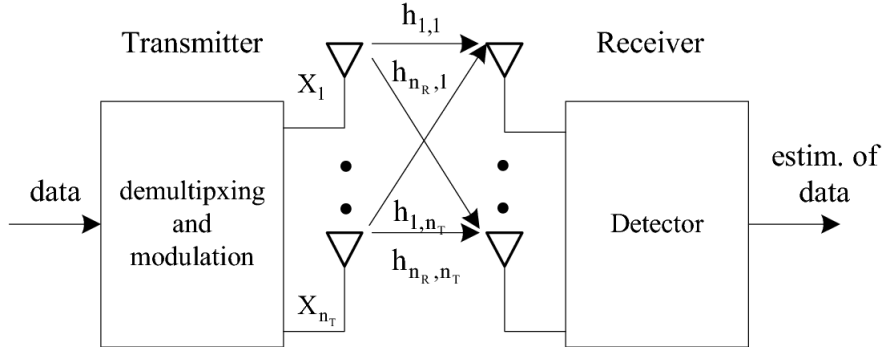 Transmitter
h1,1
Receiver
X1
hnR,1
data
demultipxing
and
modulation
h1,nT
hnR,nT
XnT
Detector
estim. of
data